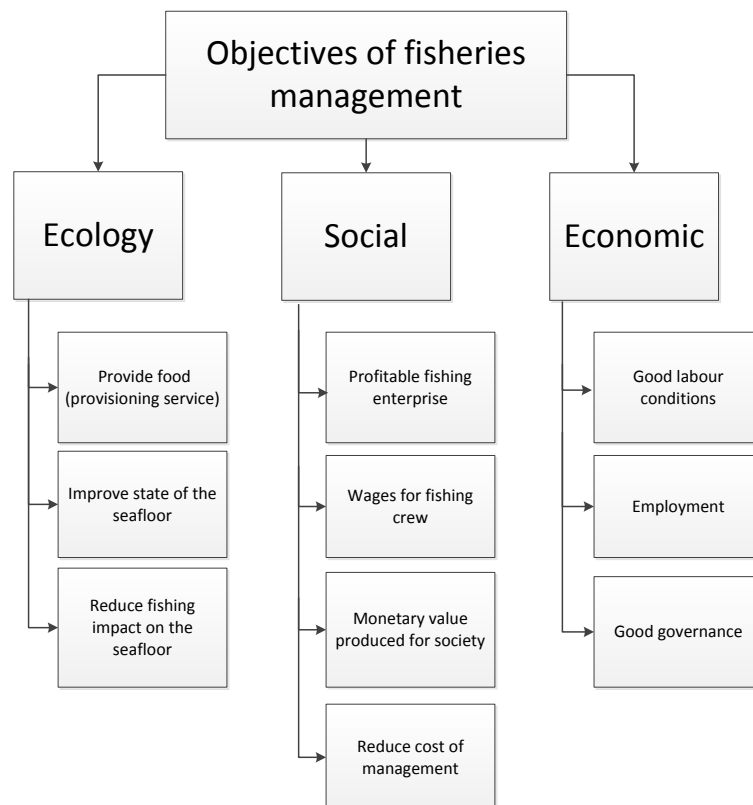 Objectives of fisheries
management
Ecology
Social
Economic
Provide food
(provisioning service)
Improve state of the
seafloor
Reduce fishing
impact on the
seafloor
Profitable fishing
enterprise
Wages for fishing
crew
Monetary value
produced for society
Reduce cost of
management
Good labour
conditions
Employment
Good governance